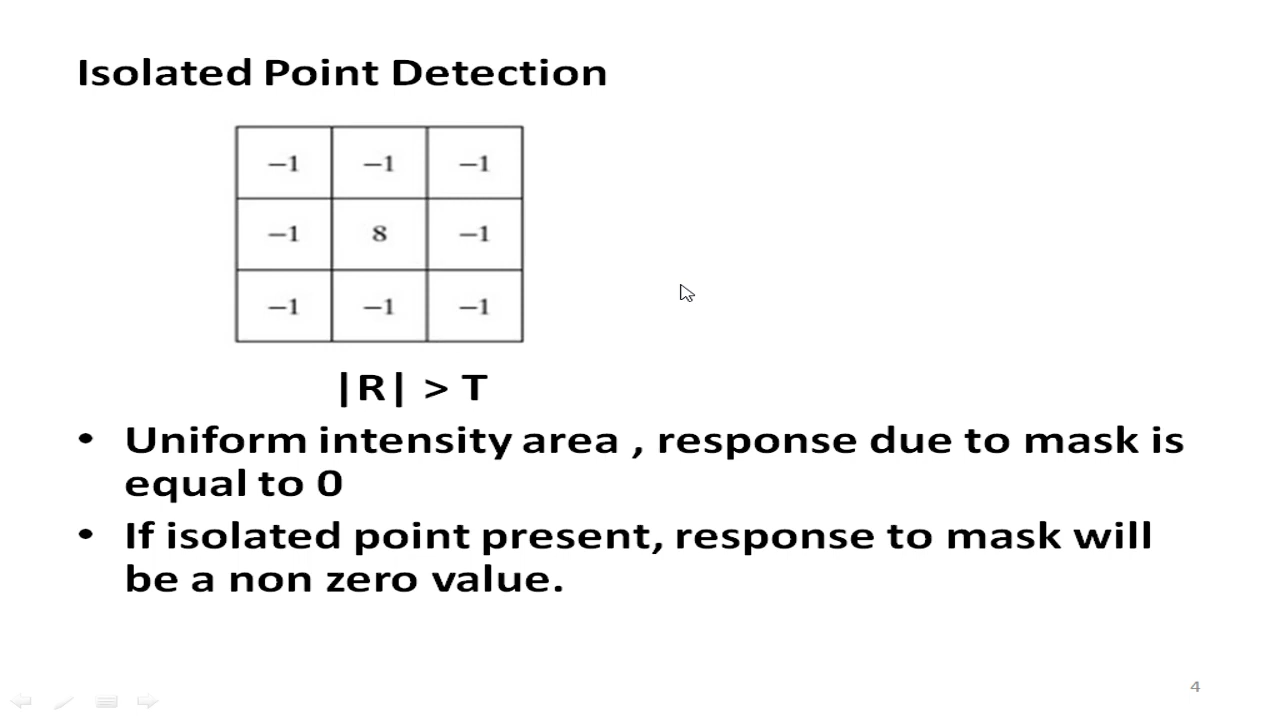 Isolated Point Detection
−1 −1 −1
−1 8 −1
−1 −1 −1
|R| > T
• Uniform intensity area , response due to mask is
equal to 0
• If isolated point present, response to mask will
be a non zero value.
4